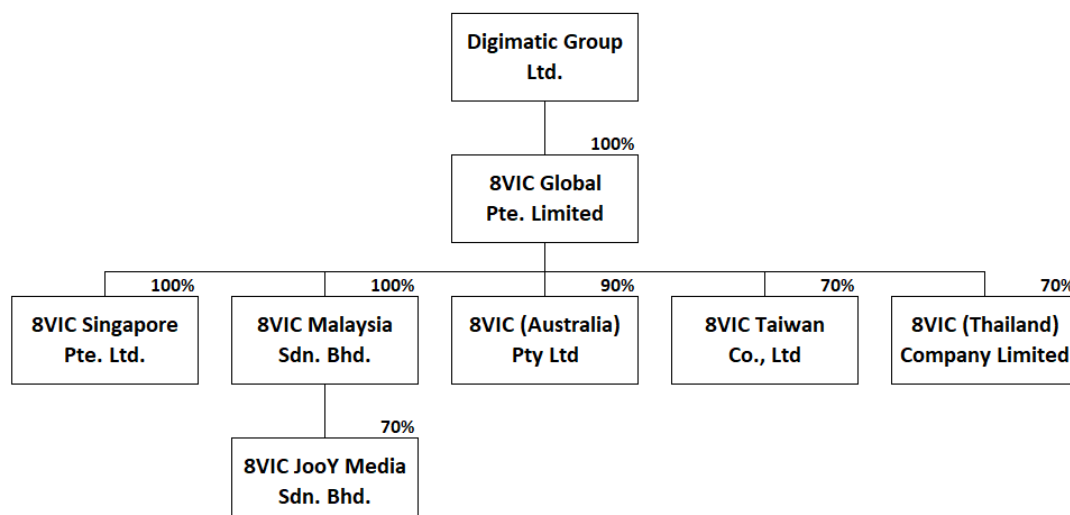 Digimatic Group
Ltd.
100%
8VIC Global
Pte. Limited
100%
100%
90%
70%
70%
8VIC Singapore
Pte. Ltd.
8VIC Malaysia
Sdn. Bhd.
8VIC (Australia)
Pty Ltd
8VIC Taiwan
Co., Ltd
8VIC (Thailand)
Company Limited
70%
8VIC JooY Media
Sdn. Bhd.